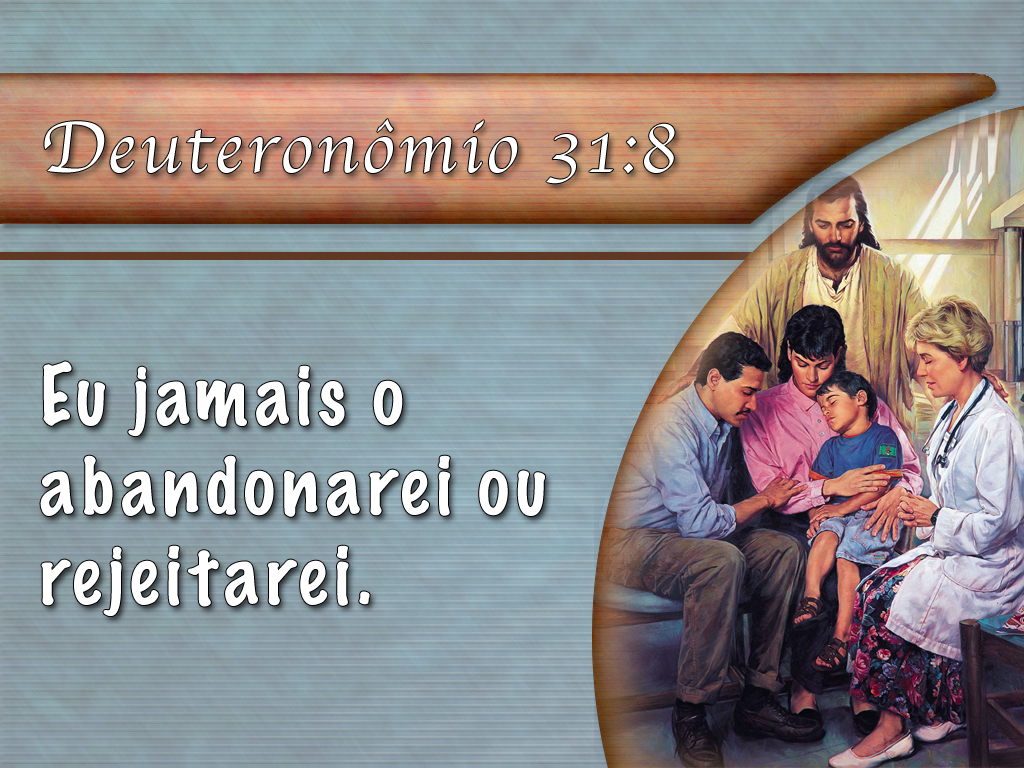 Deuteronômio 31:8
Eu jamais o
abandonarei ou
rejeitarei.